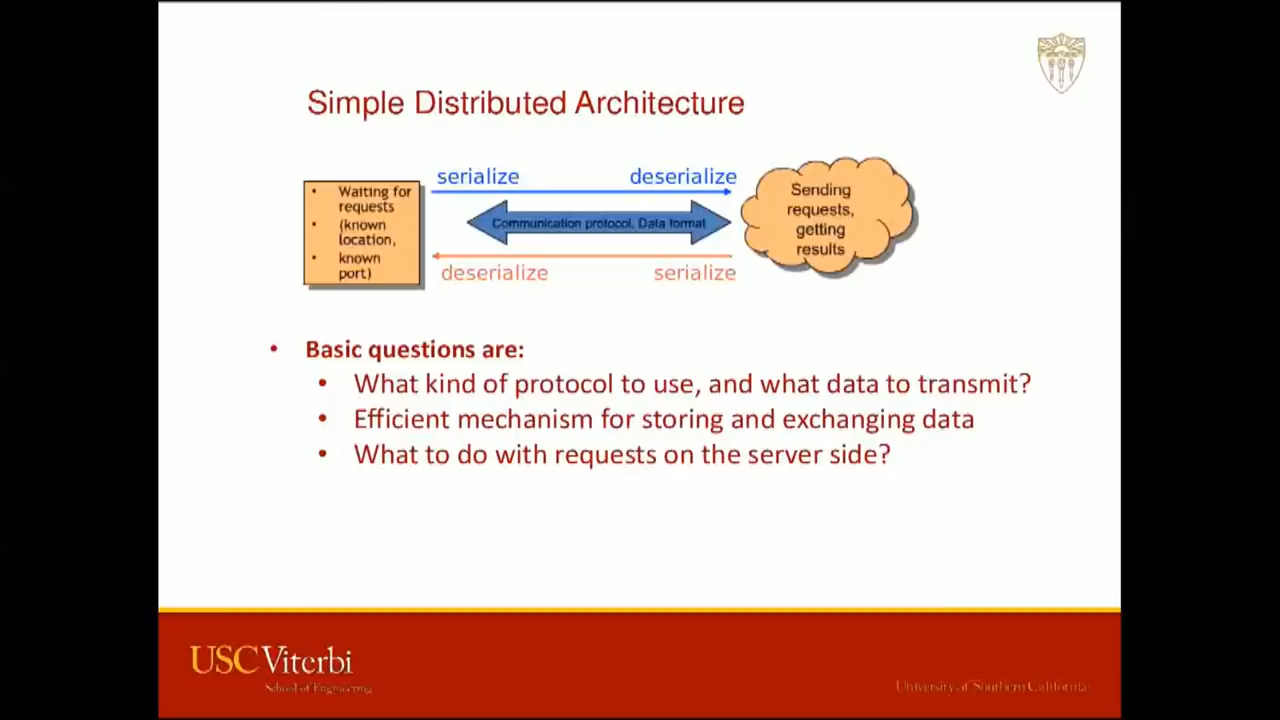 Simple Distributed Architecture
serialize
deserialize
• Waiting for
requests
• (known
location,
• known
port)
Communication protocol, Data format
Sending
requests,
getting
results
deserialize
serialize
• Basic questions are:
• What kind of protocol to use, and what data to transmit?
• Efficient mechanism for storing and exchanging data
• What to do with requests on the server side?
USC Viterbi
School of Engineering
University of Southern California